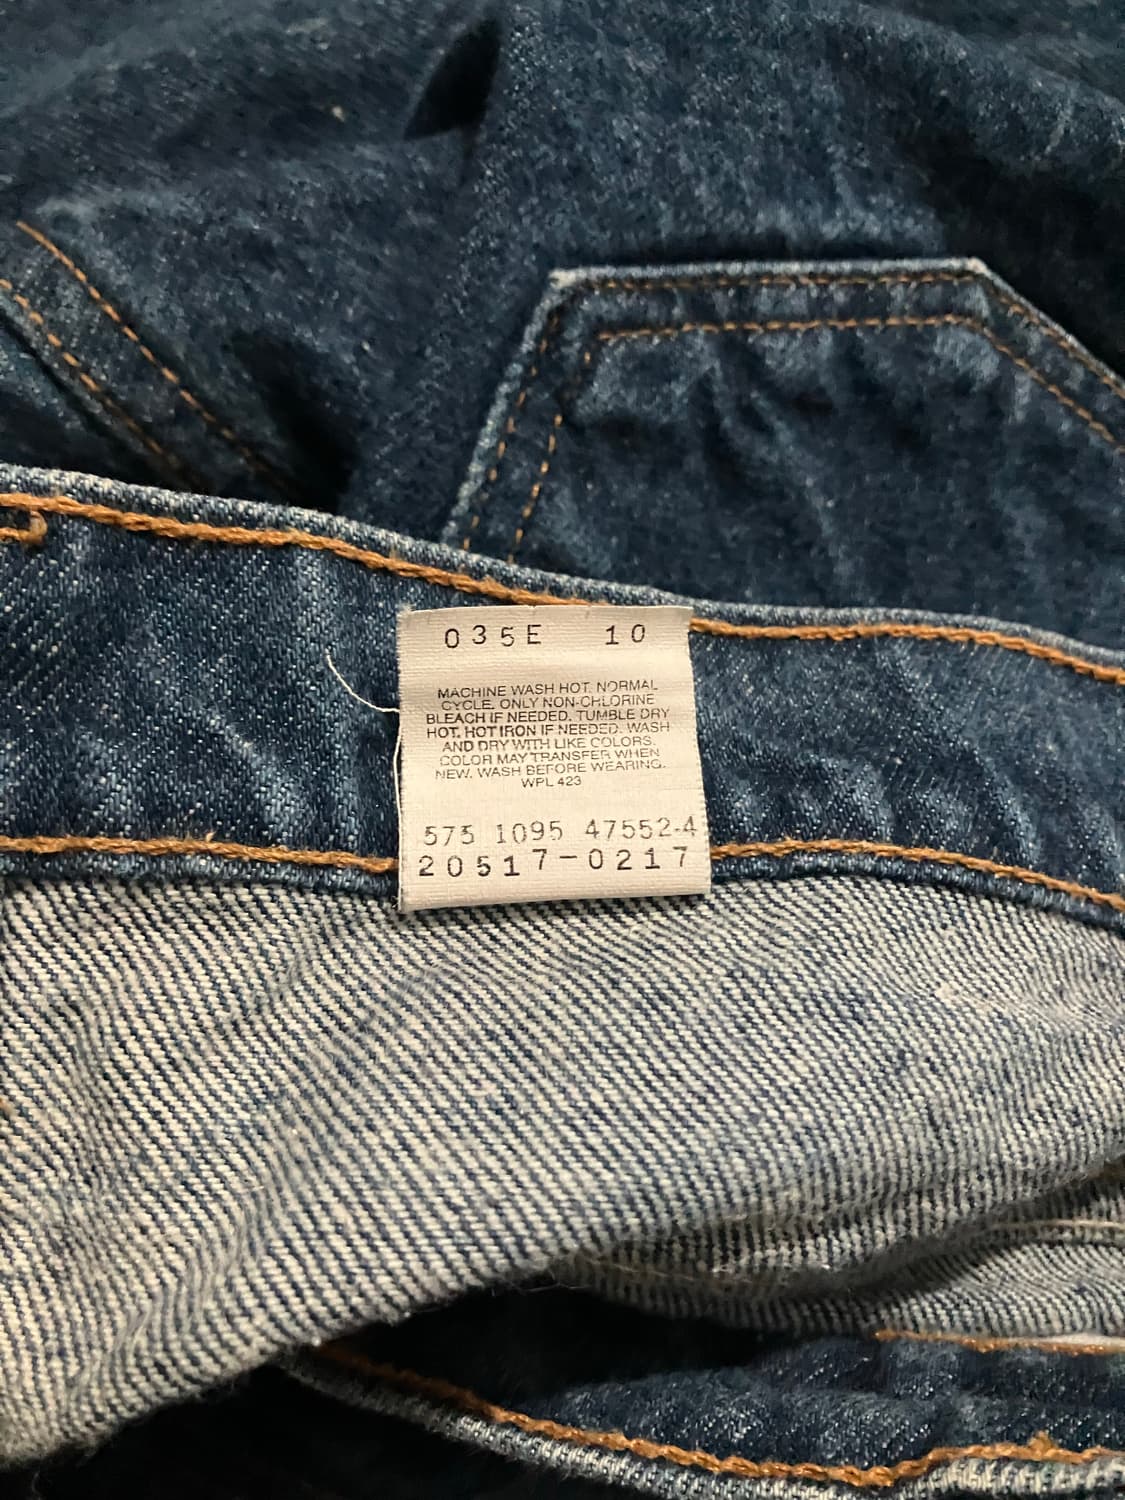 035E 10
MACHINE WASH HOT. NORMAL
CYCLE. ONLY NON-CHLORINE
BLEACH IF NEEDED. TUMBLE DRY
HOT, HOT IRON IF NEEDED. WASH
AND DRY WITH LIKE COLORS.
COLOR MAY TRANSFER WHEN
NEW. WASH BEFORE WEARING.
WPL 423
575 1095 47552-4
20517-0217